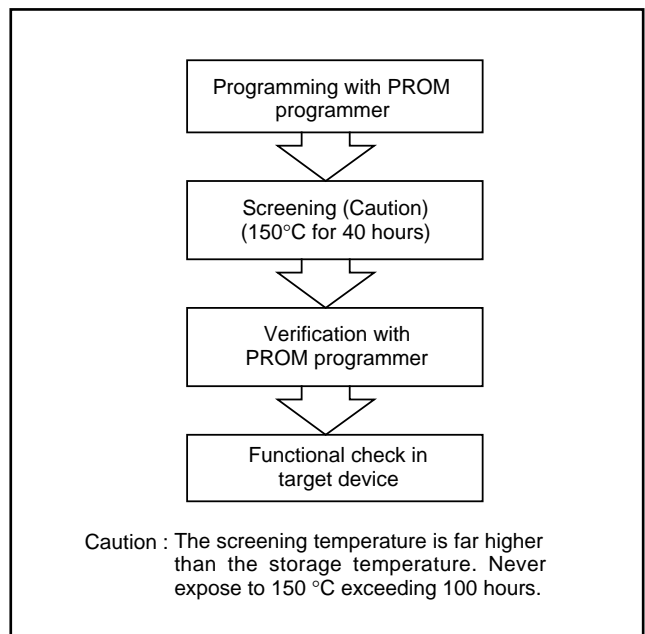 Programming with PROM
programmer
Screening (Caution)
(150°C for 40 hours)
Verification with
PROM programmer
Functional check in
target device
Caution : The screening temperature is far higher
than the storage temperature. Never
expose to 150 °C exceeding 100 hours.